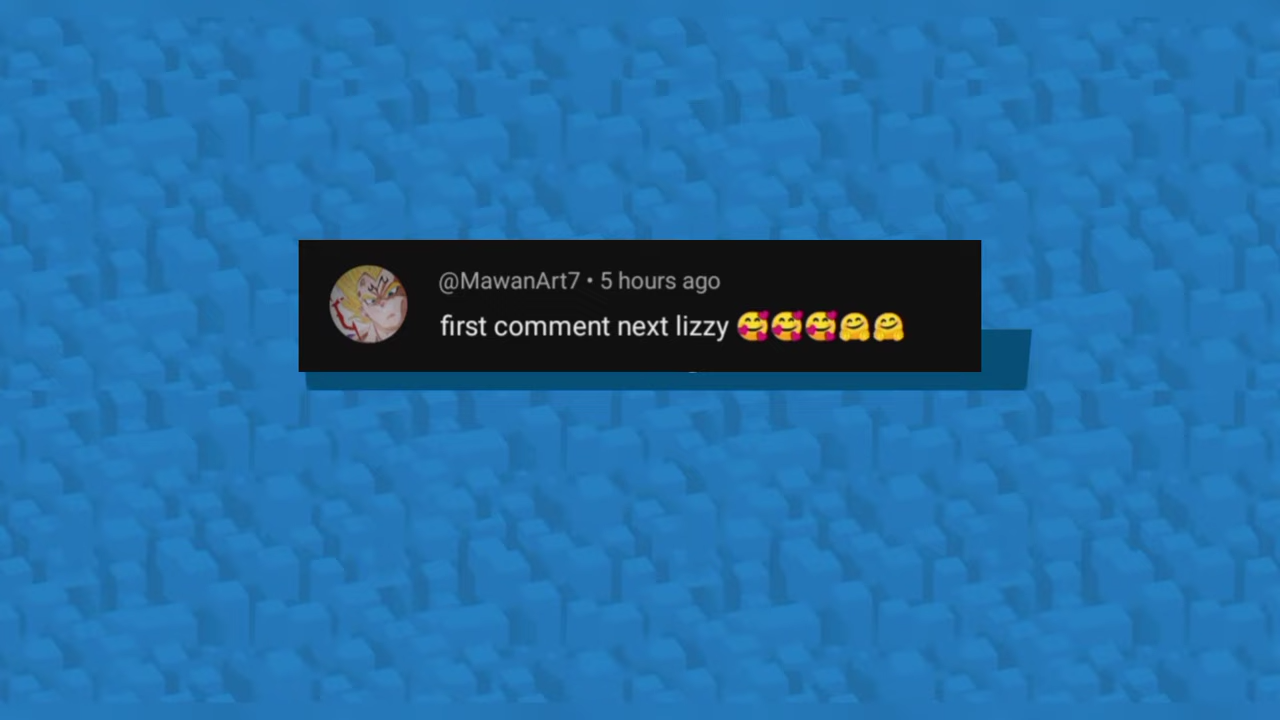 @MawanArt7 • 5 hours ago
first comment next lizzy 🥰🥰🥰🤗🤗